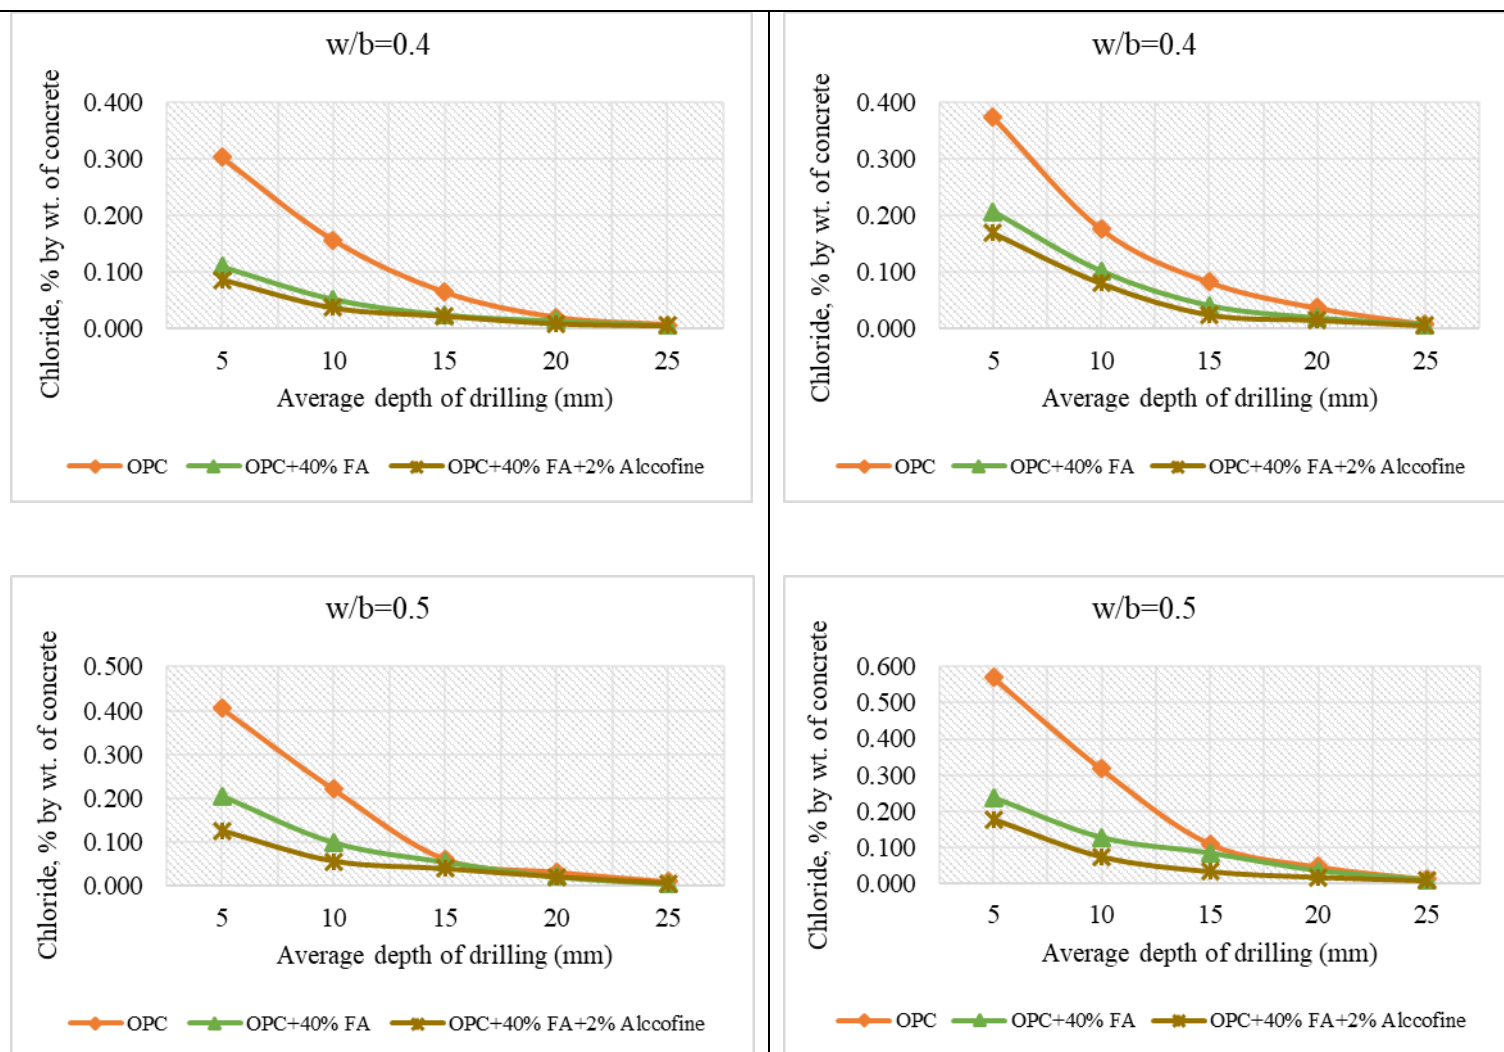 w/b=0.4
Chloride, % by wt. of concrete
0.400
0.300
0.200
0.100
0.000
5 10 15 20 25
Average depth of drilling (mm)
OPC OPC+40% FA OPC+40% FA+2% Alccofine
w/b=0.4
Chloride, % by wt. of concrete
0.400
0.300
0.200
0.100
0.000
5 10 15 20 25
Average depth of drilling (mm)
OPC OPC+40% FA OPC+40% FA+2% Alccofine
w/b=0.5
Chloride, % by wt. of concrete
0.500
0.400
0.300
0.200
0.100
0.000
5 10 15 20 25
Average depth of drilling (mm)
OPC OPC+40% FA OPC+40% FA+2% Alccofine
w/b=0.5
Chloride, % by wt. of concrete
0.600
0.500
0.400
0.300
0.200
0.100
0.000
5 10 15 20 25
Average depth of drilling (mm)
OPC OPC+40% FA OPC+40% FA+2% Alccofine